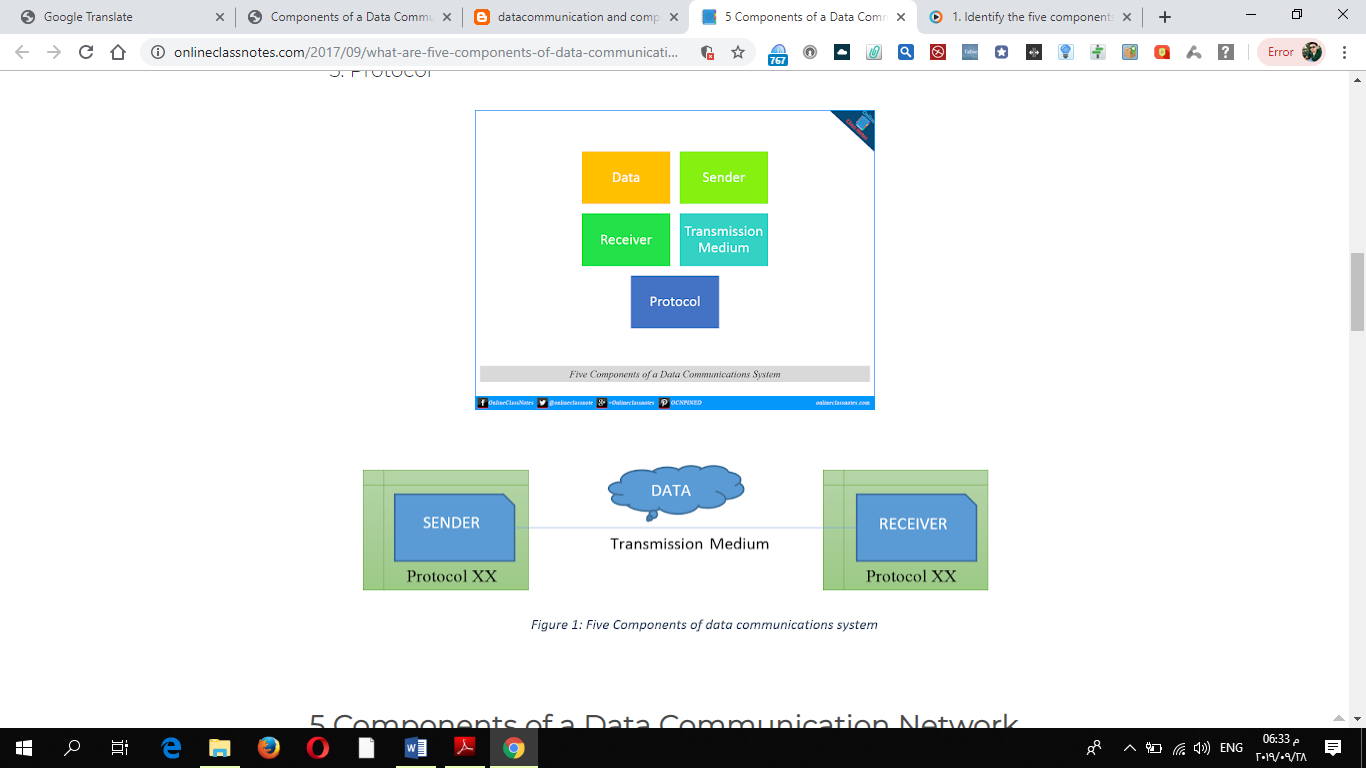 Google Translate
Components of a Data Commu
datacommunication and comp
5 Components of a Data Comm
1. Identify the five components
onlineclassnotes.com/2017/09/what-are-five-components-of-data-communicati...
767
Table
Error
5. Protocol
Data
Sender
Receiver
Transmission
Medium
Protocol
Five Components of a Data Communications System
OnlineClassNotes @onlineclassnote +Onlineclassnotes OCNPINED onlineclassnotes.com
DATA
SENDER
RECEIVER
Transmission Medium
Protocol XX
Protocol XX
Figure 1: Five Components of data communications system
5 Components of a Data Communication Network
ENG
06:33 م
٢٠١٩/٠٩/٢٨